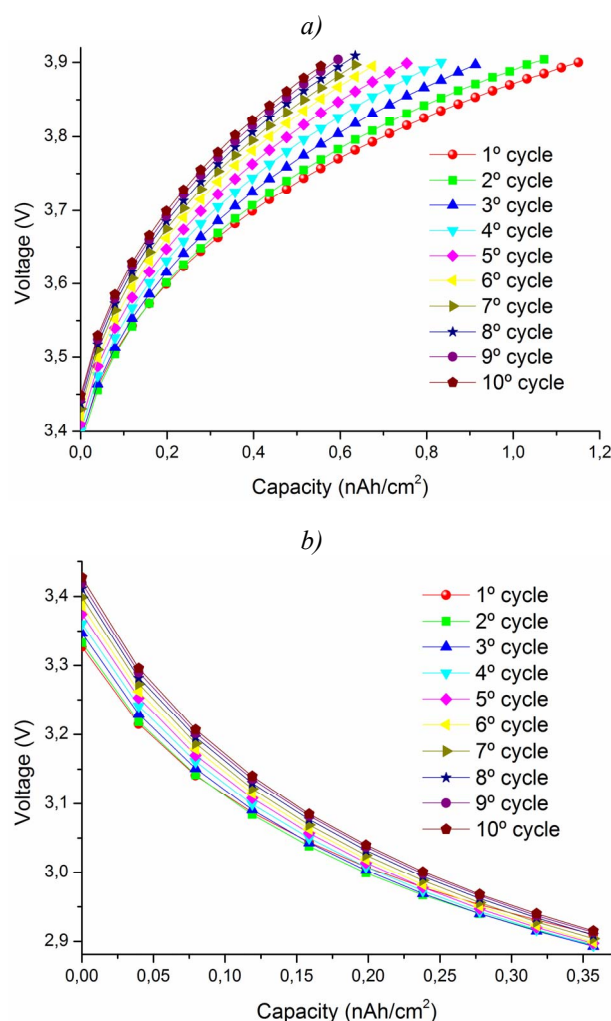 a)
3,9
3,8
3,7
3,6
3,5
3,4
Voltage (V)
1º cycle
2º cycle
3º cycle
4º cycle
5º cycle
6º cycle
7º cycle
8º cycle
9º cycle
10º cycle
0,0 0,2 0,4 0,6 0,8 1,0 1,2
Capacity (nAh/cm²)
b)
3,4
3,3
3,2
3,1
3,0
2,9
Voltage (V)
1º cycle
2º cycle
3º cycle
4º cycle
5º cycle
6º cycle
7º cycle
8º cycle
9º cycle
10º cycle
0,00 0,05 0,10 0,15 0,20 0,25 0,30 0,35
Capacity (nAh/cm²)